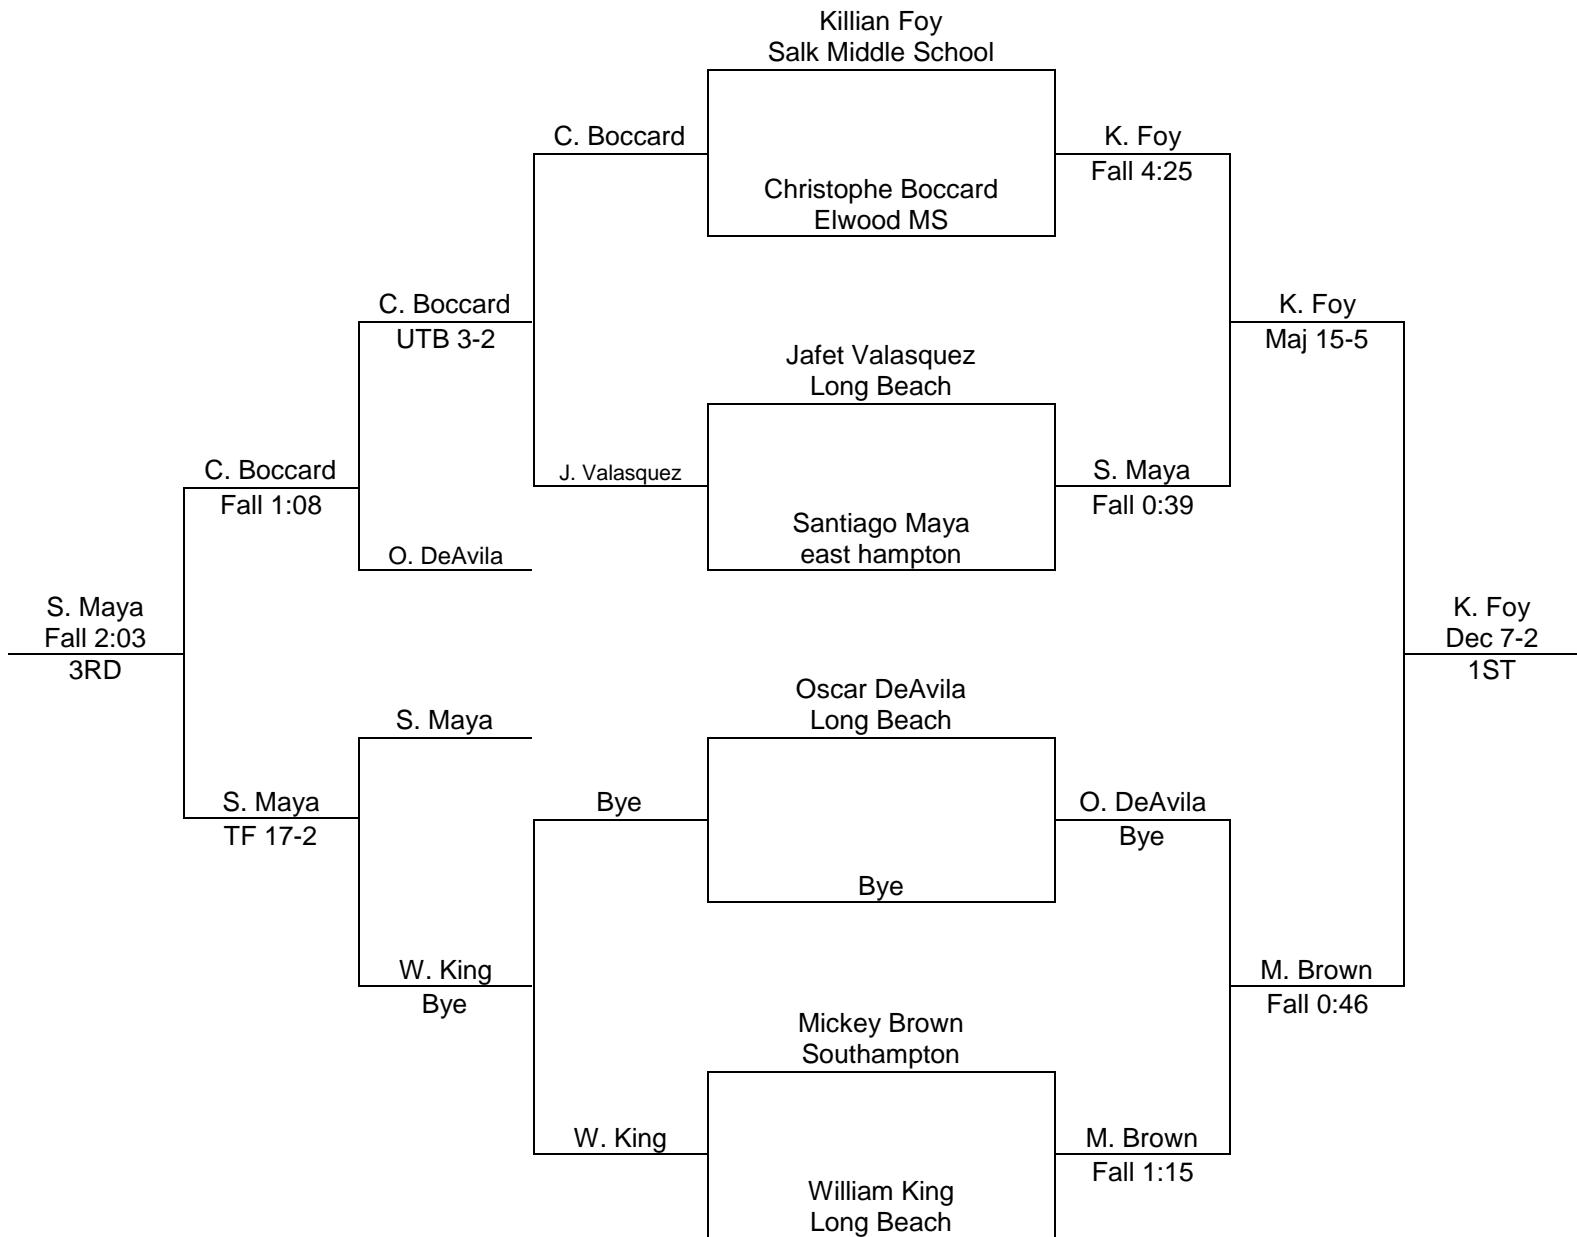 Killian Foy
Salk Middle School
C. Boccard
K. Foy
Fall 4:25
Christophe Boccard
Elwood MS
C. Boccard
UTB 3-2
K. Foy
Maj 15-5
Jafet Valasquez
Long Beach
C. Boccard
Fall 1:08
J. Valasquez
S. Maya
Fall 0:39
Santiago Maya
east hampton
O. DeAvila
S. Maya
Fall 2:03
3RD
K. Foy
Dec 7-2
1ST
Oscar DeAvila
Long Beach
S. Maya
S. Maya
TF 17-2
Bye
O. DeAvila
Bye
Bye
W. King
Bye
M. Brown
Fall 0:46
Mickey Brown
Southampton
W. King
M. Brown
Fall 1:15
William King
Long Beach